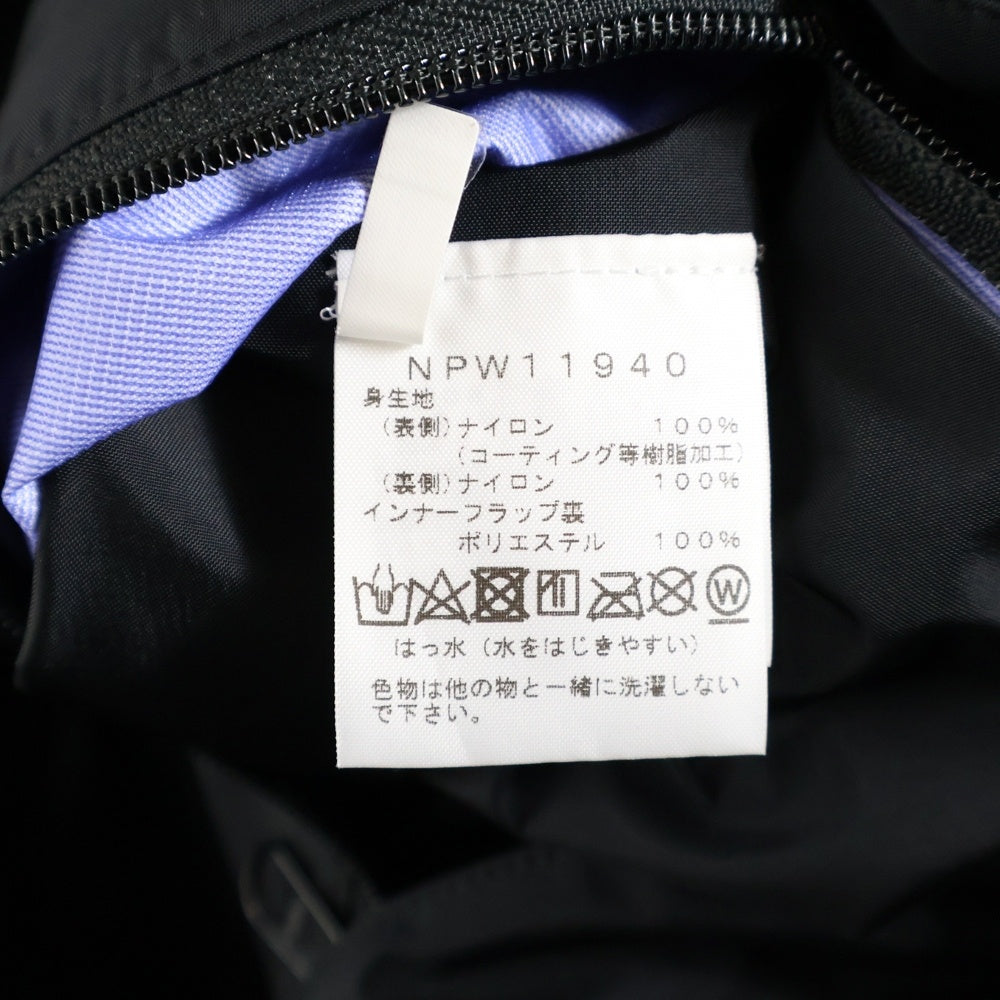 NPW11940
身生地
(表側)ナイロン 100%
(コーティング等樹脂加工)
(裏側)ナイロン 100%
インナーフラップ裏
ポリエステル 100%
W
はっ水(水をはじきやすい)
色物は他の物と一緒に洗濯しない
で下さい。